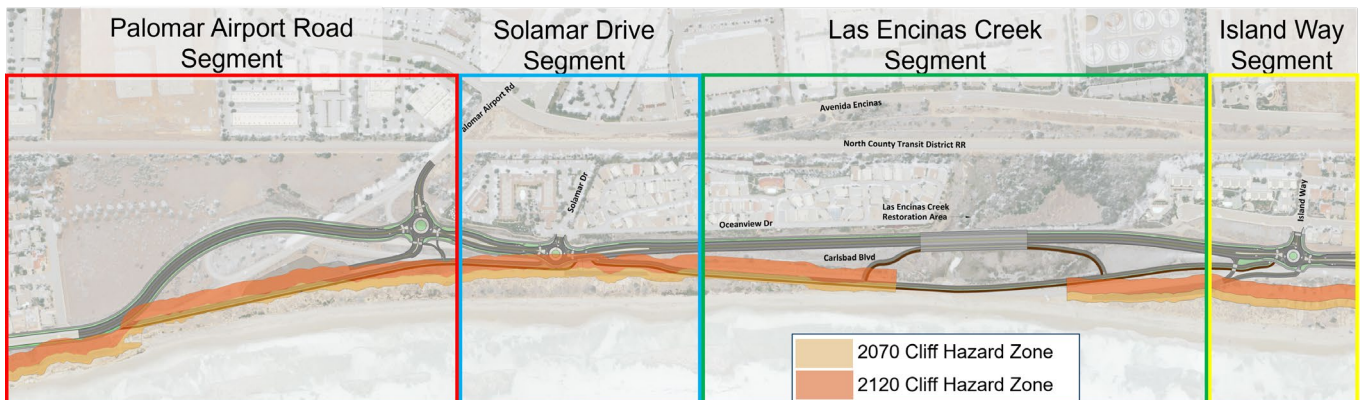 Palomar Airport Road
Segment
Solamar Drive
Segment
Las Encinas Creek
Segment
Island Way
Segment
Palomar Airport Rd
Avenida Encinas
North County Transit District RR
Solamar Dr
Las Encinas Creek
Restoration Area
Island Way
Oceanview Dr
Carlsbad Blvd
2070 Cliff Hazard Zone
2120 Cliff Hazard Zone